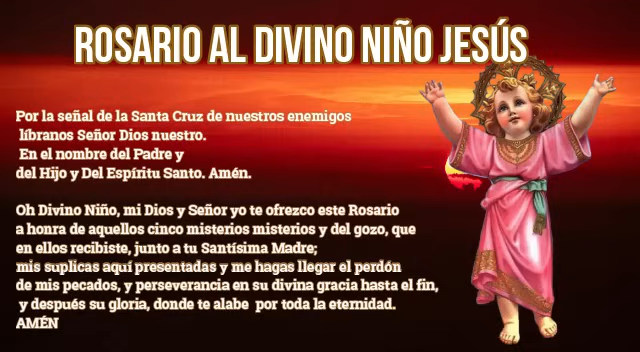 ROSARIO AL DIVINO NIÑO JESÚS
Por la señal de la Santa Cruz de nuestros enemigos
líbranos Señor Dios nuestro.
En el nombre del Padre y
del Hijo y Del Espíritu Santo. Amén.
Oh Divino Niño, mi Dios y Señor yo te ofrezco este Rosario
a honra de aquellos cinco misterios misterios y del gozo, que
en ellos recibiste, junto a tu Santísima Madre;
mis suplicas aquí presentadas y me hagas llegar el perdón
de mis pecados, y perseverancia en su divina gracia hasta el fin,
y después su gloria, donde te alabe por toda la eternidad.
AMÉN